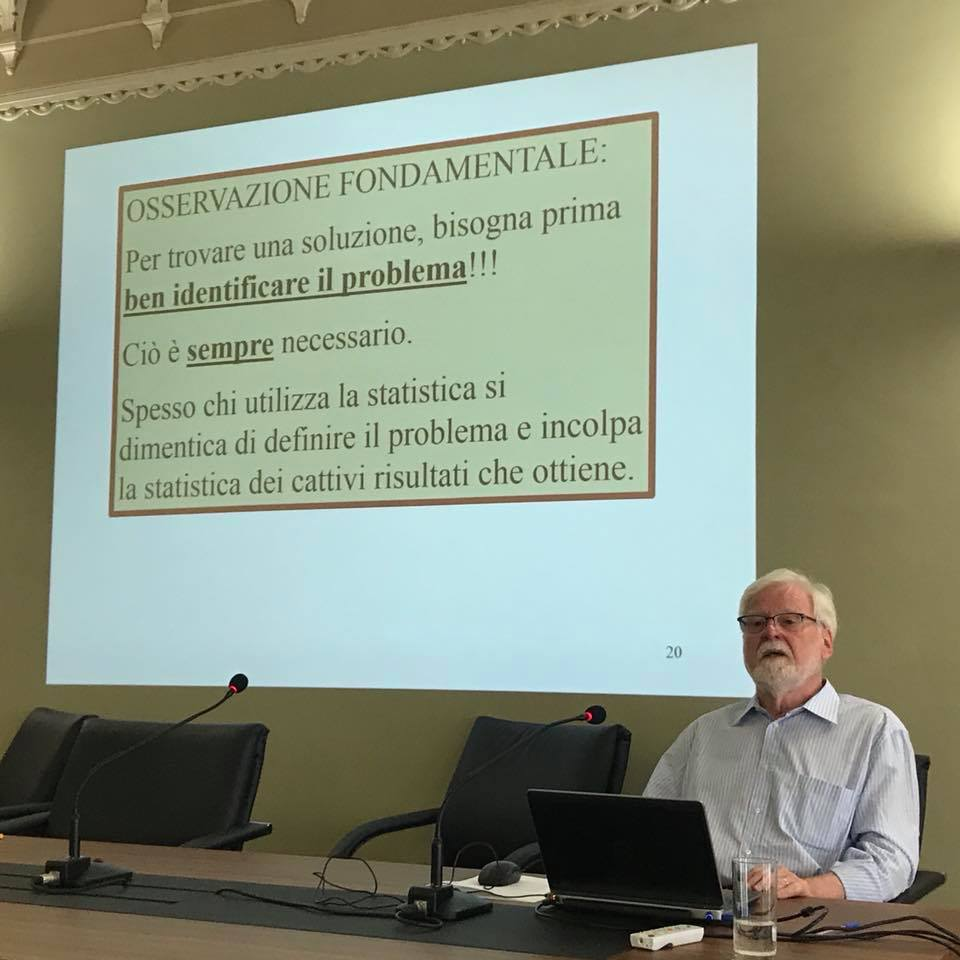 OSSERVAZIONE FONDAMENTALE:
Per trovare una soluzione, bisogna prima
ben identificare il problema!!!
Ciò è sempre necessario.
Spesso chi utilizza la statistica si
dimentica di definire il problema e incolpa
la statistica dei cattivi risultati che ottiene.
20